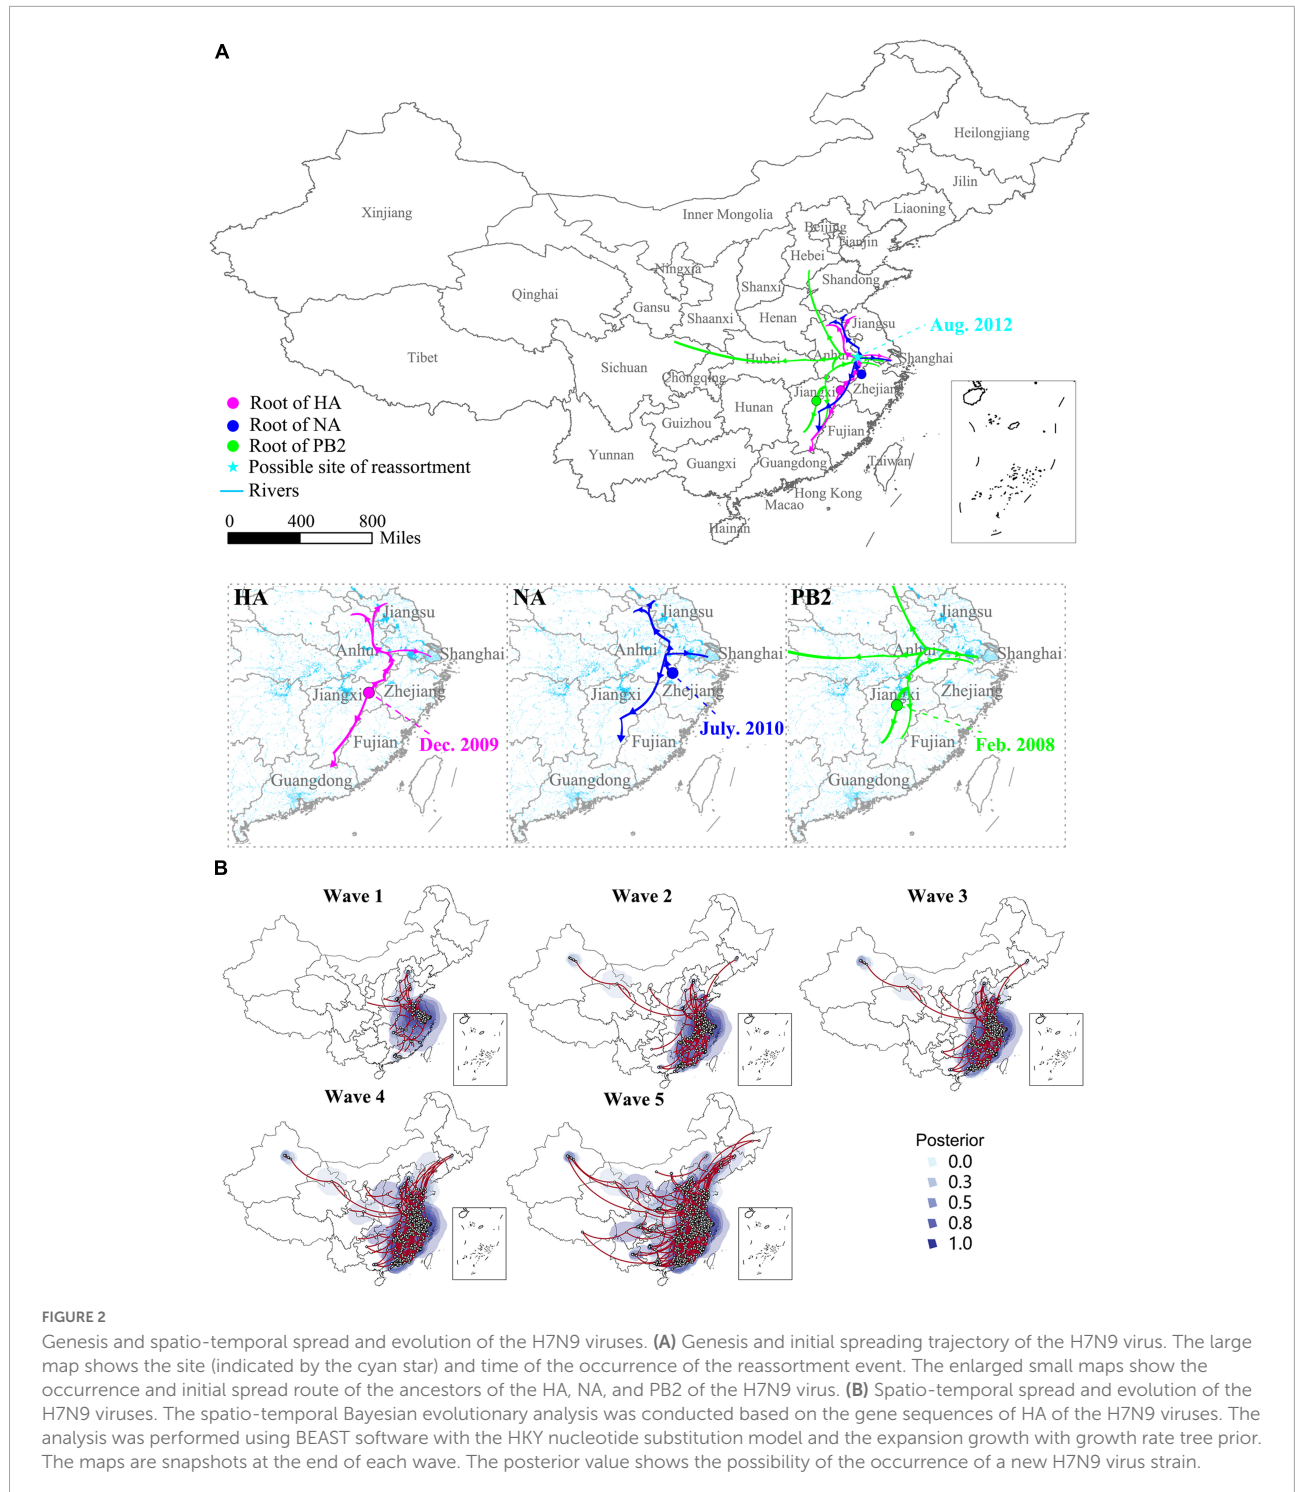 A
Heilongjiang
Jilin
Liaoning
Xinjiang
Inner Mongolia
Beijing
Tianjin
Hebei
Ningxia
Shandong
Shanxi
Qinghai
Gansu
Shaanxi
Henan
Jiangsu
Aug. 2012
Tibet
Sichuan
Hubei
Anhui
Shanghai
Chongqing
Jiangxi
Zhejiang
Hunan
Guizhou
Fujian
Yunnan
Guangxi
Guangdong
Taiwan
Hong Kong
Macao
Hainan
Root of HA
Root of NA
Root of PB2
Possible site of reassortment
Rivers
0 400 800
Miles
HA
Jiangsu
Anhui
Shanghai
Jiangxi
Zhejiang
Fujian
Dec. 2009
Guangdong
NA
Jiangsu
Anhui
Shanghai
Jiangxi
Zhejiang
July. 2010
Fujian
Guangdong
PB2
Jiangsu
Anhui
Shanghai
Jiangxi
Zhejiang
Fujian
Feb. 2008
Guangdong
B
Wave 1
Wave 2
Wave 3
Wave 4
Wave 5
Posterior
0.0
0.3
0.5
0.8
1.0
FIGURE 2
Genesis and spatio-temporal spread and evolution of the H7N9 viruses. (A) Genesis and initial spreading trajectory of the H7N9 virus. The large
map shows the site (indicated by the cyan star) and time of the occurrence of the reassortment event. The enlarged small maps show the
occurrence and initial spread route of the ancestors of the HA, NA, and PB2 of the H7N9 virus. (B) Spatio-temporal spread and evolution of the
H7N9 viruses. The spatio-temporal Bayesian evolutionary analysis was conducted based on the gene sequences of HA of the H7N9 viruses. The
analysis was performed using BEAST software with the HKY nucleotide substitution model and the expansion growth with growth rate tree prior.
The maps are snapshots at the end of each wave. The posterior value shows the possibility of the occurrence of a new H7N9 virus strain.